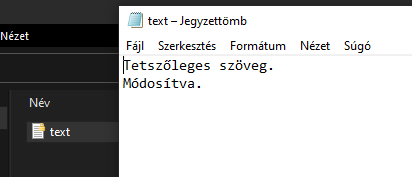 Nézet
Név
text
text – Jegyzettömb
Fájl Szerkesztés Formátum Nézet Súgó
Tetszőleges szöveg.
Módosítva.